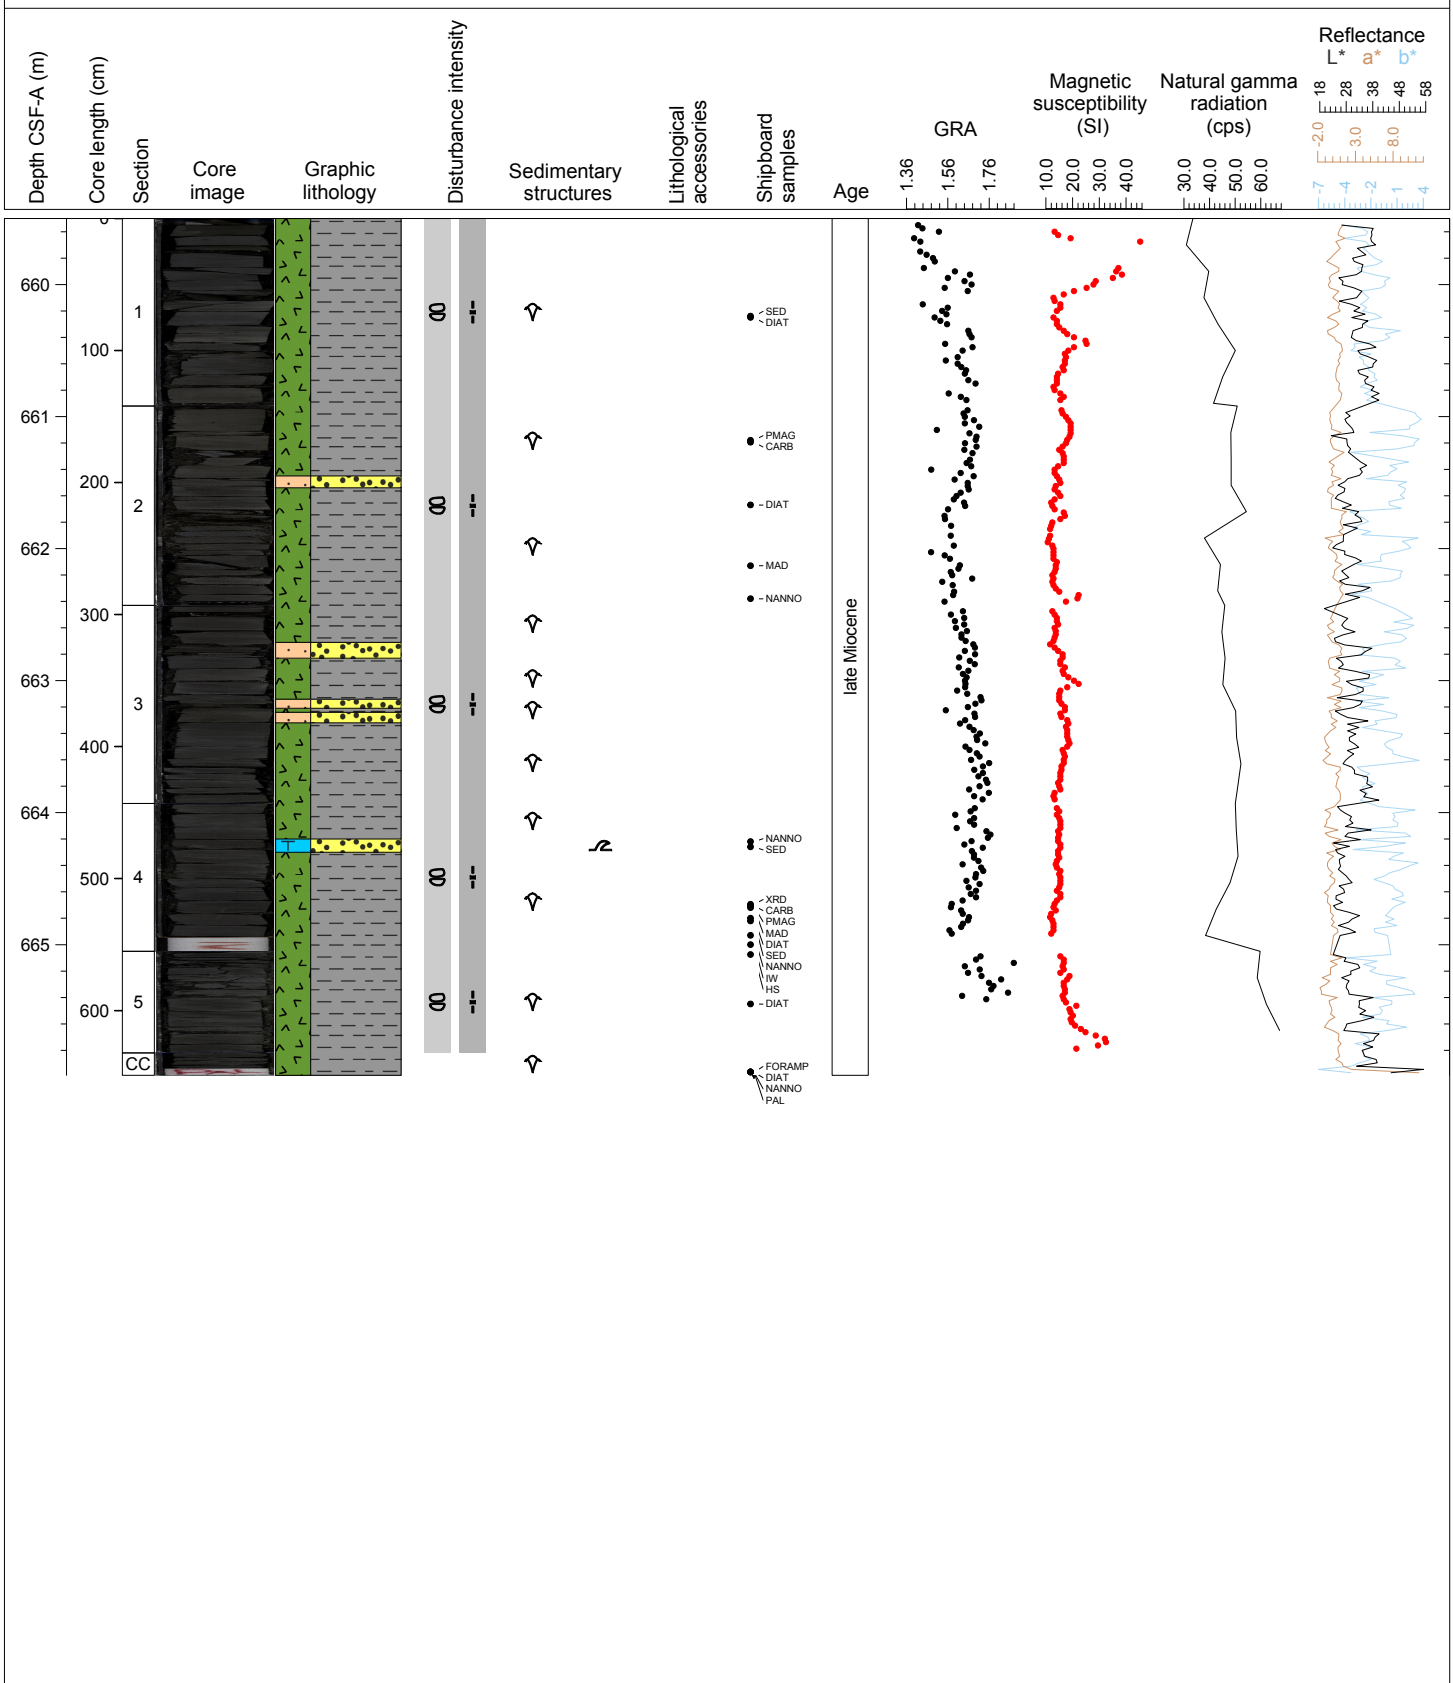 Depth CSF-A (m)
Core length (cm)
Section
Core
image
Graphic
lithology
Disturbance intensity
Sedimentary
structures
Lithological
accessories
Shipboard
samples
Age
GRA
1.36
1.56
1.76
Magnetic
susceptibility
(SI)
10.0
20.0
30.0
40.0
Natural gamma
radiation
(cps)
30.0
40.0
50.0
60.0
Reflectance
L* a* b*
18
28
38
48
58
-2.0
3.0
8.0
-7
-4
-2
1
4
660
661
662
663
664
665
0
100
200
300
400
500
600
1
2
3
4
5
CC
T
SED
DIAT
PMAG
CARB
DIAT
MAD
NANNO
NANNO
SED
XRD
CARB
PMAG
MAD
DIAT
SED
NANNO
IW
HS
DIAT
FORAMP
DIAT
NANNO
PAL
late Miocene